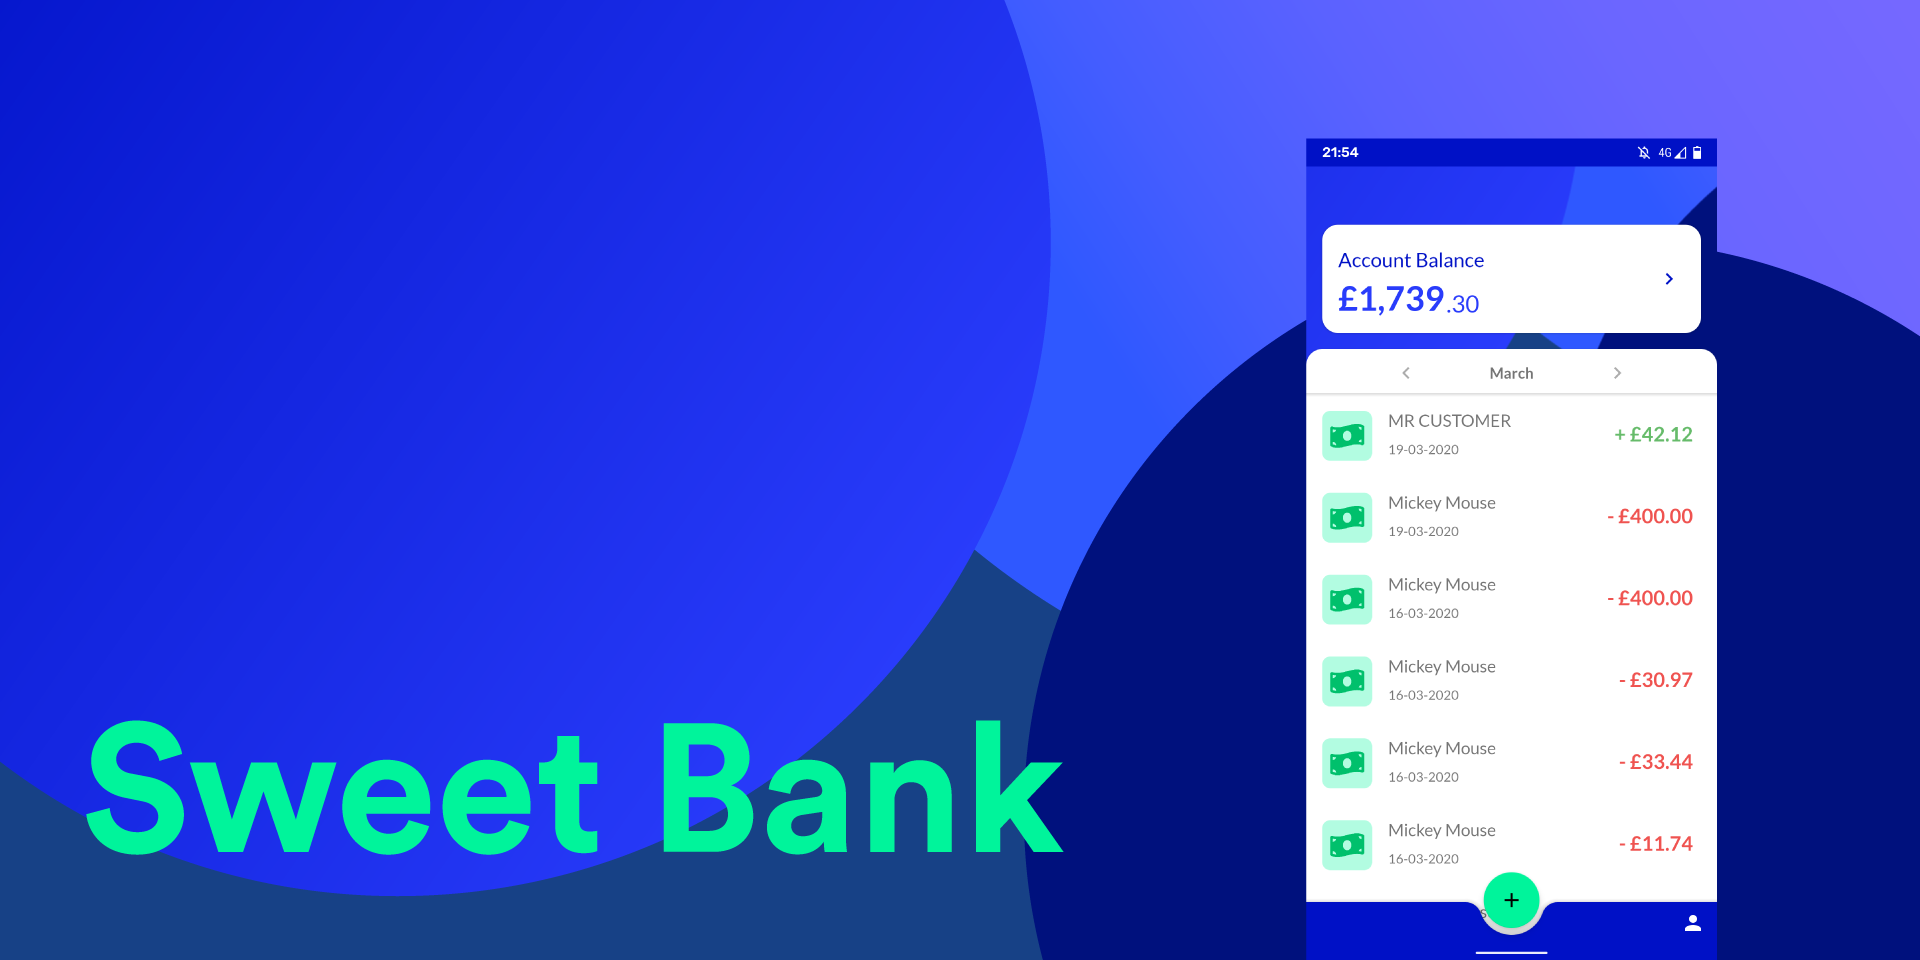 Sweet Bank
21:54
4G
Account Balance
£1,739.30
March
MR CUSTOMER
+ £42.12
19-03-2020
Mickey Mouse
- £400.00
19-03-2020
Mickey Mouse
- £400.00
16-03-2020
Mickey Mouse
- £30.97
16-03-2020
Mickey Mouse
- £33.44
16-03-2020
Mickey Mouse
- £11.74
16-03-2020
+